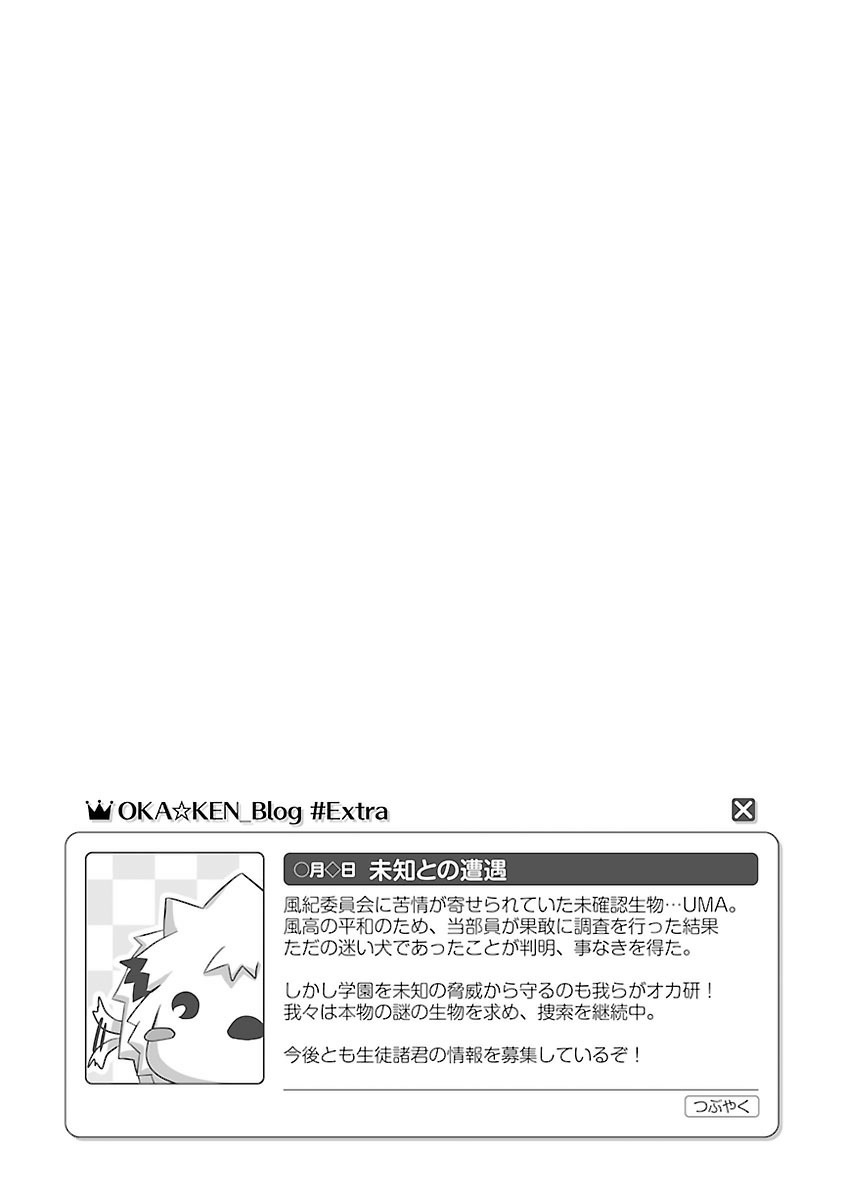 OKA☆KEN_Blog #Extra
○月◇日 未知との遭遇
風紀委員会に苦情が寄せられていた未確認生物…UMA。
風高の平和のため、当部員が果敢に調査を行った結果
ただの迷い犬であったことが判明、事なきを得た。
しかし学園を未知の脅威から守るのも我らがオカ研！
我々は本物の謎の生物を求め、捜索を継続中。
今後とも生徒諸君の情報を募集しているぞ！
つぶやく